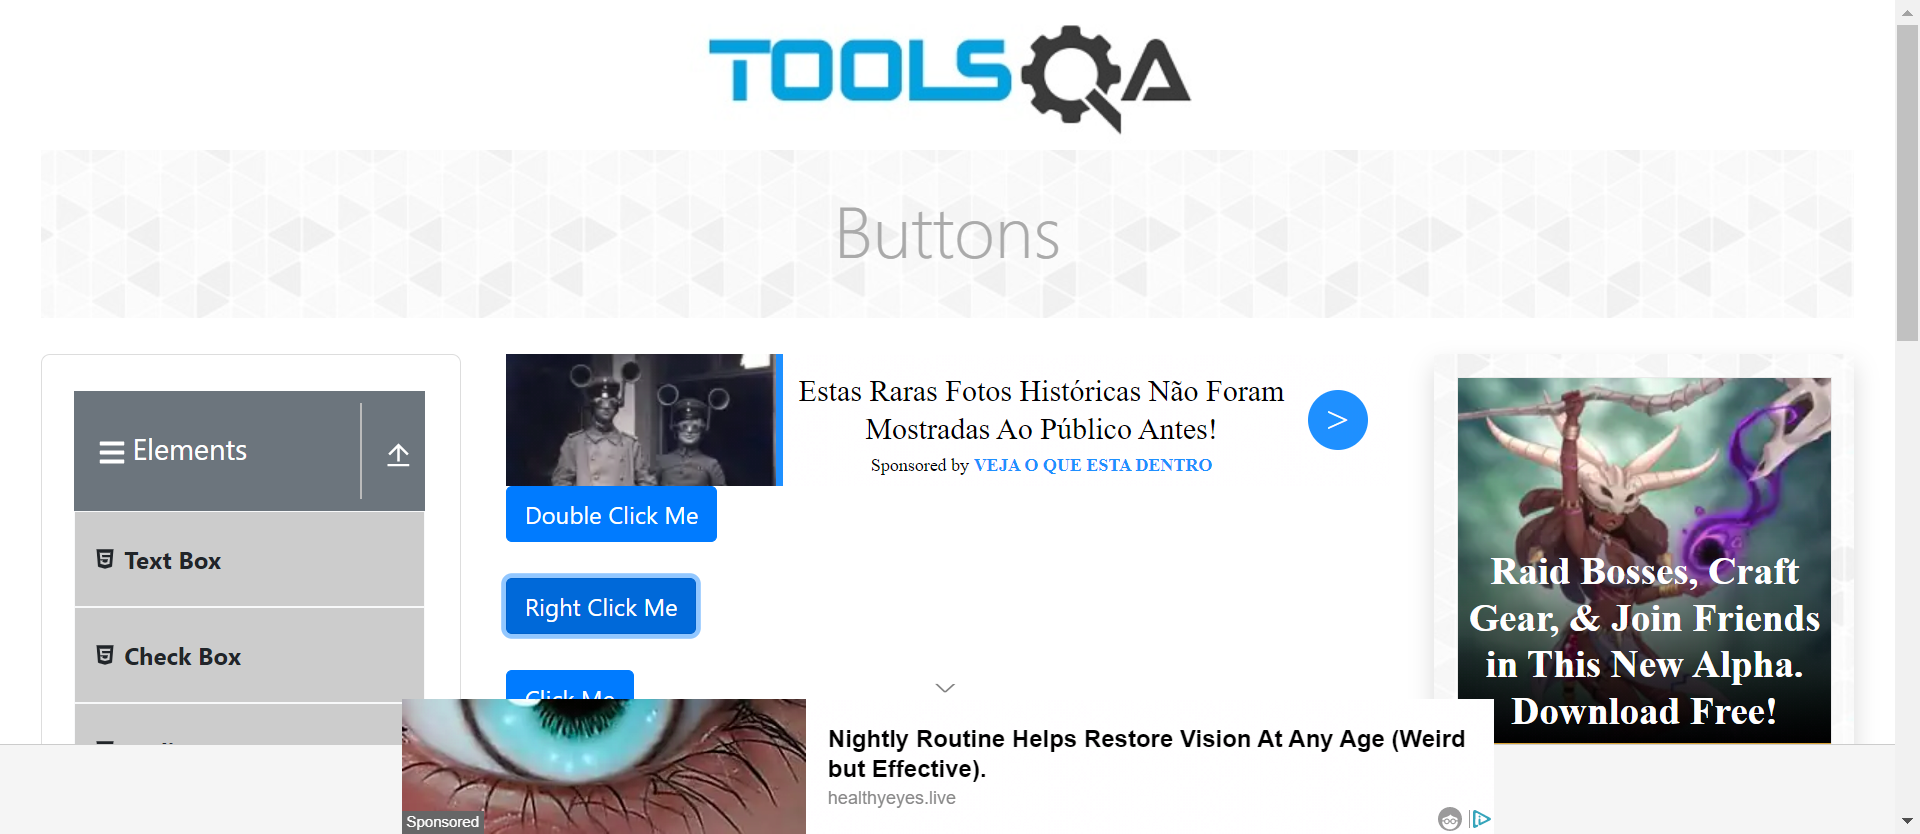 TOOLSQA
Buttons
Elements
Text Box
Check Box
Estas Raras Fotos Históricas Não Foram
Mostradas Ao Público Antes!
Sponsored by VEJA O QUE ESTA DENTRO
>
Double Click Me
Right Click Me
Click Me
Raid Bosses, Craft
Gear, & Join Friends
in This New Alpha.
Download Free!
Nightly Routine Helps Restore Vision At Any Age (Weird
but Effective).
healthyeyes.live
Sponsored